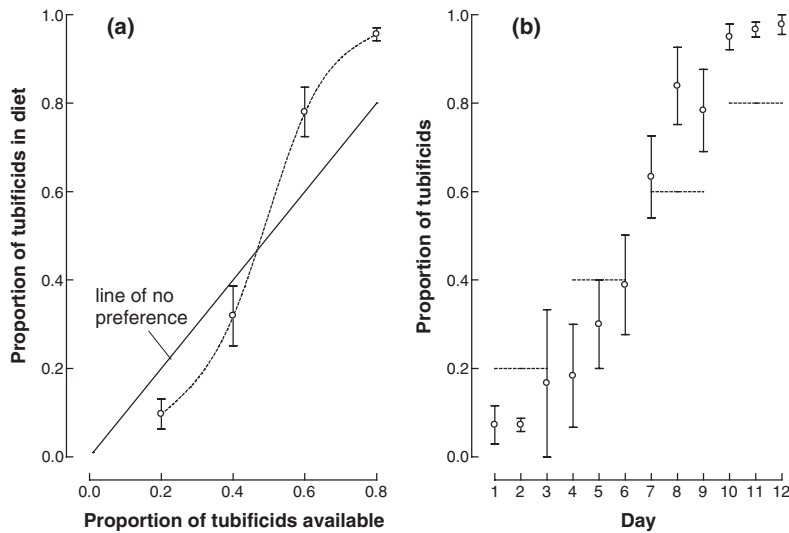 (a)
Proportion of tubificids in diet
1.0
0.8
0.6
0.4
0.2
0.0
line of no
preference
0.0 0.2 0.4 0.6 0.8
Proportion of tubificids available
(b)
Proportion of tubificids
1.0
0.8
0.6
0.4
0.2
0.0
1 2 3 4 5 6 7 8 9 10 11 12
Day